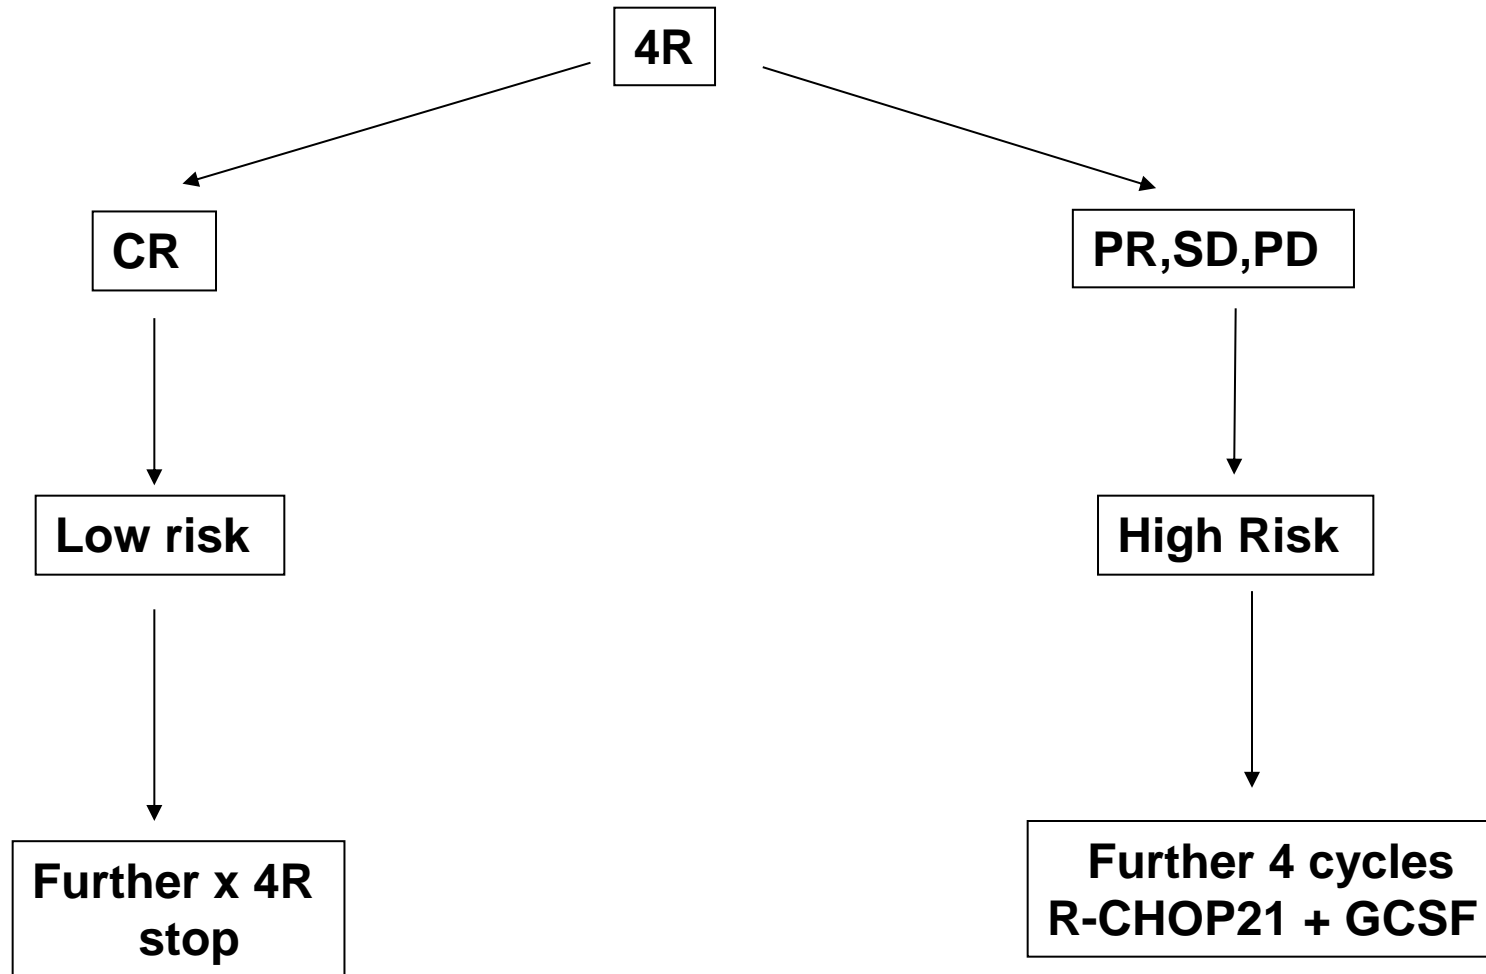 4R
CR
PR,SD,PD
Low risk
High Risk
Further x 4R
stop
Further 4 cycles
R-CHOP21 + GCSF